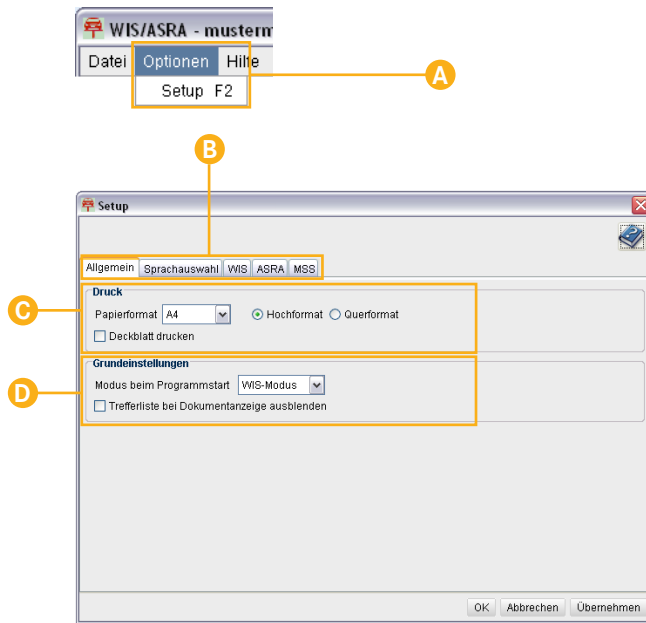 WIS/ASRA - musterm
Datei Optionen Hilfe
Setup F2
A
B
Setup
Allgemein Sprachauswahl WIS ASRA MSS
Druck
C
Papierformat A4 Hochformat Querformat
Deckblatt drucken
Grundeinstellungen
D
Modus beim Programmstart WIS-Modus
Trefferliste bei Dokumentanzeige ausblenden
OK Abbrechen Übernehmen